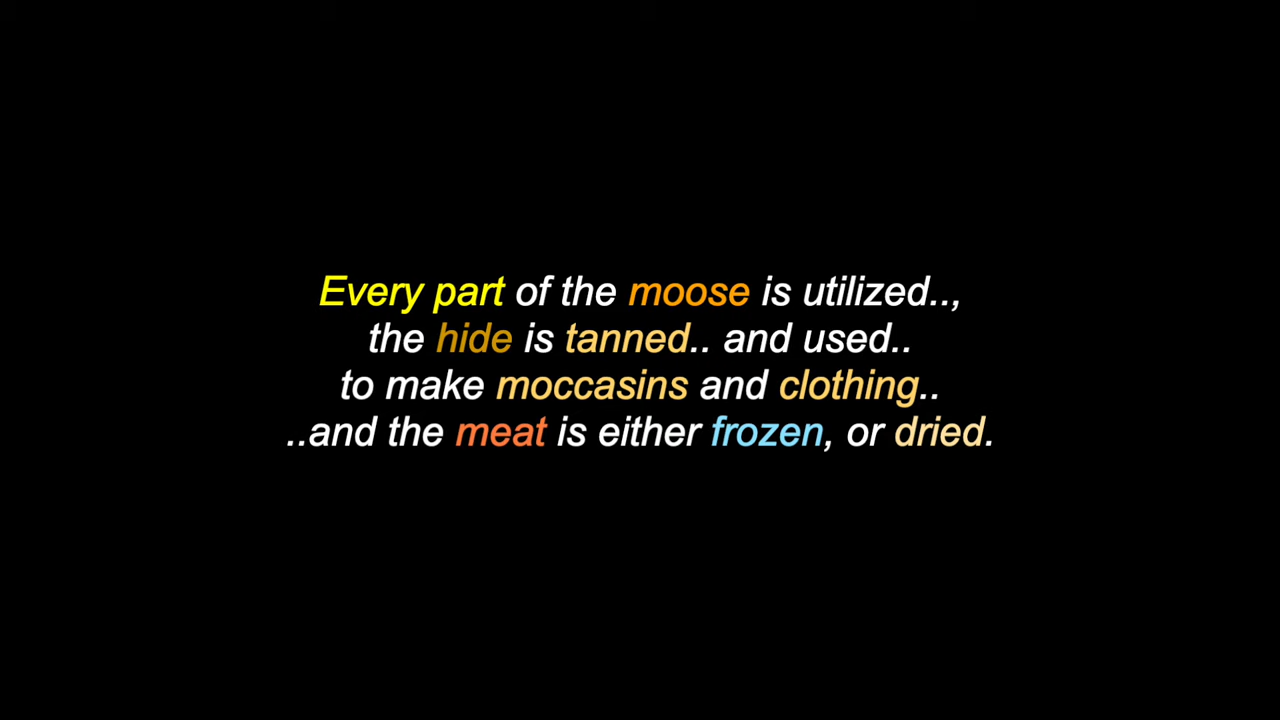 Every part of the moose is utilized..,
the hide is tanned.. and used..
to make moccasins and clothing..
..and the meat is either frozen, or dried.